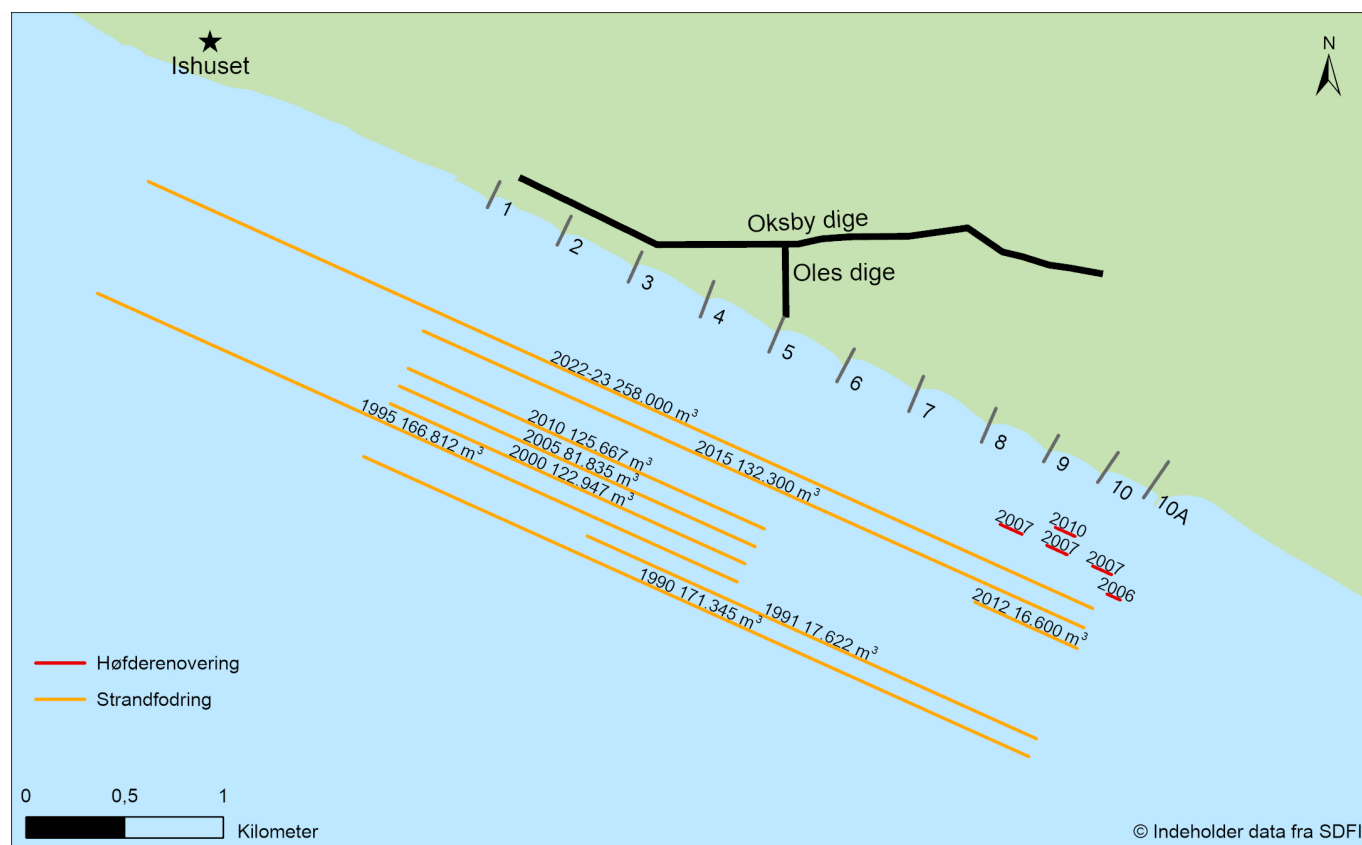 Ishuset
N
Oksby dige
Oles dige
1
2
3
4
5
6
7
8
9
10
10A
2022-23 258.000 m³
2015 132.300 m³
2010 125.667 m³
2005 81.835 m³
2000 122.947 m³
1995 166.812 m³
2007
2010
2007
2007
2006
2012 16.600 m³
1990 171.345 m³
1991 17.622 m³
Høfderenovering
Strandfodring
0 0,5 1
Kilometer
© Indeholder data fra SDFI